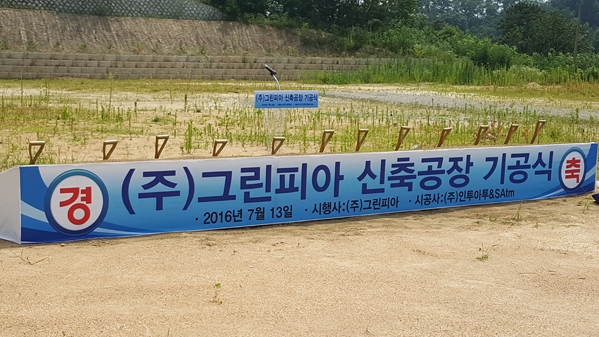 (주)그린피아 신축공장 기공식
경 (주)그린피아 신축공장 기공식 축
· 2016년 7월 13일 · 시행사:(주)그린피아 · 시공사:(주)인투아투&SAtm